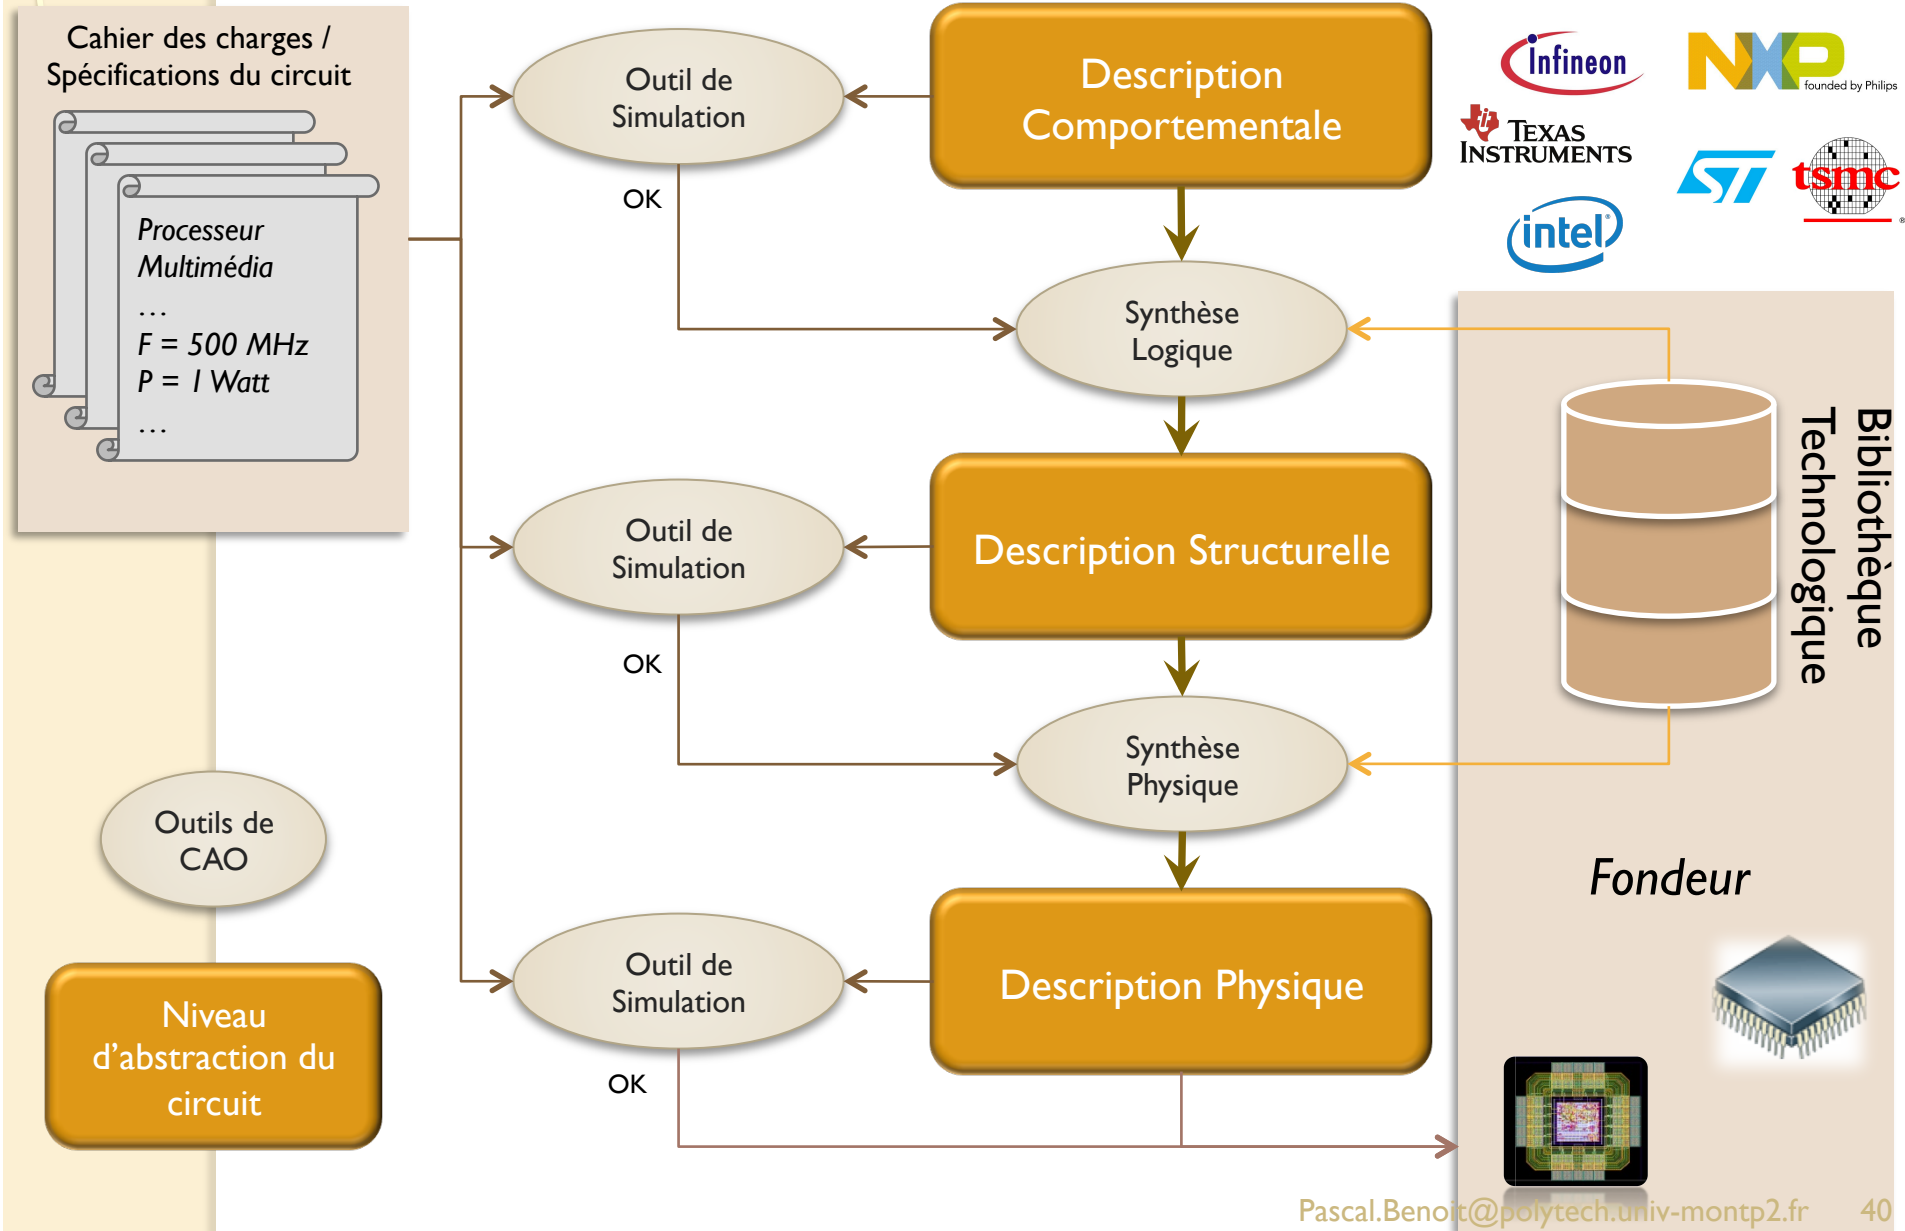 Cahier des charges /
Spécifications du circuit
Processeur
Multimédia
...
F = 500 MHz
P = 1 Watt
...
Outils de
CAO
Niveau
d'abstraction du
circuit
Outil de
Simulation
OK
Description
Comportementale
Synthèse
Logique
Outil de
Simulation
OK
Description Structurelle
Synthèse
Physique
Outil de
Simulation
OK
Description Physique
Infineon
NXP
founded by Philips
TEXAS
INSTRUMENTS
ST
tsmc
®
intel
Bibliothèque
Technologique
Fondeur
Pascal.Benoit@polytech.univ-montp2.fr 40